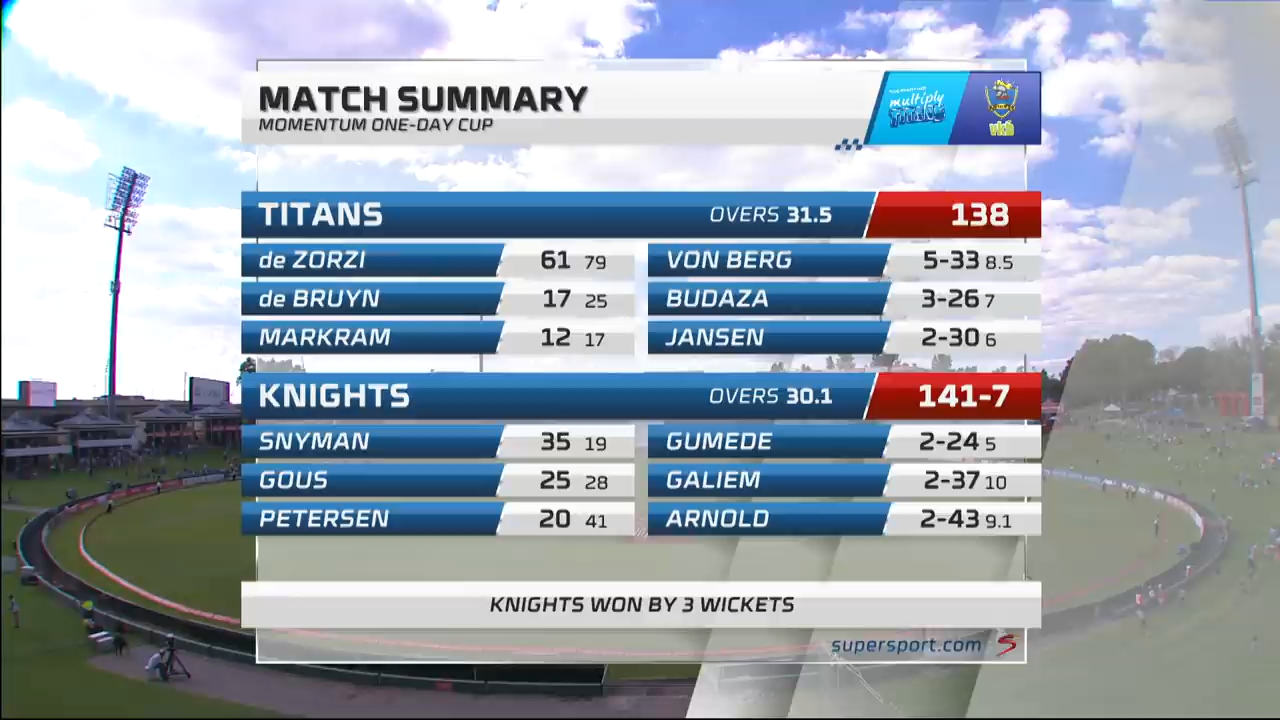 MATCH SUMMARY
MOMENTUM ONE-DAY CUP
multiply
TITANS
vkb
TITANS OVERS 31.5 138
de ZORZI 61 79 VON BERG 5-33 8.5
de BRUYN 17 25 BUDAZA 3-26 7
MARKRAM 12 17 JANSEN 2-30 6
KNIGHTS OVERS 30.1 141-7
SNYMAN 35 19 GUMEDE 2-24 5
GOUS 25 28 GALIEM 2-37 10
PETERSEN 20 41 ARNOLD 2-43 9.1
KNIGHTS WON BY 3 WICKETS
supersport.com S